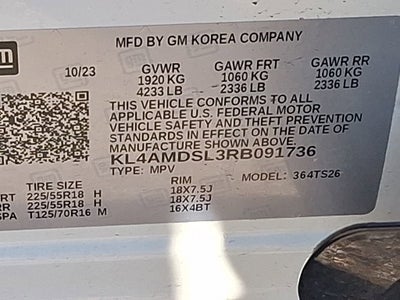 gm
MFD BY GM KOREA COMPANY
10/23 GVWR GAWR FRT GAWR RR
1920 KG 1060 KG 1060 KG
4233 LB 2336 LB 2336 LB
THIS VEHICLE CONFORMS TO ALL
APPLICABLE U.S. FEDERAL MOTOR
VEHICLE SAFETY AND THEFT PREVENTION
STANDARDS IN EFFECT ON THE DATE OF
MANUFACTURE SHOWN ABOVE.
KL4AMDSL3RB091736
TYPE: MPV MODEL: 364TS26
TIRE SIZE RIM
FRT 225/55R18 H 18X7.5J
RR 225/55R18 H 18X7.5J
SPA T125/70R16 M 16X4BT